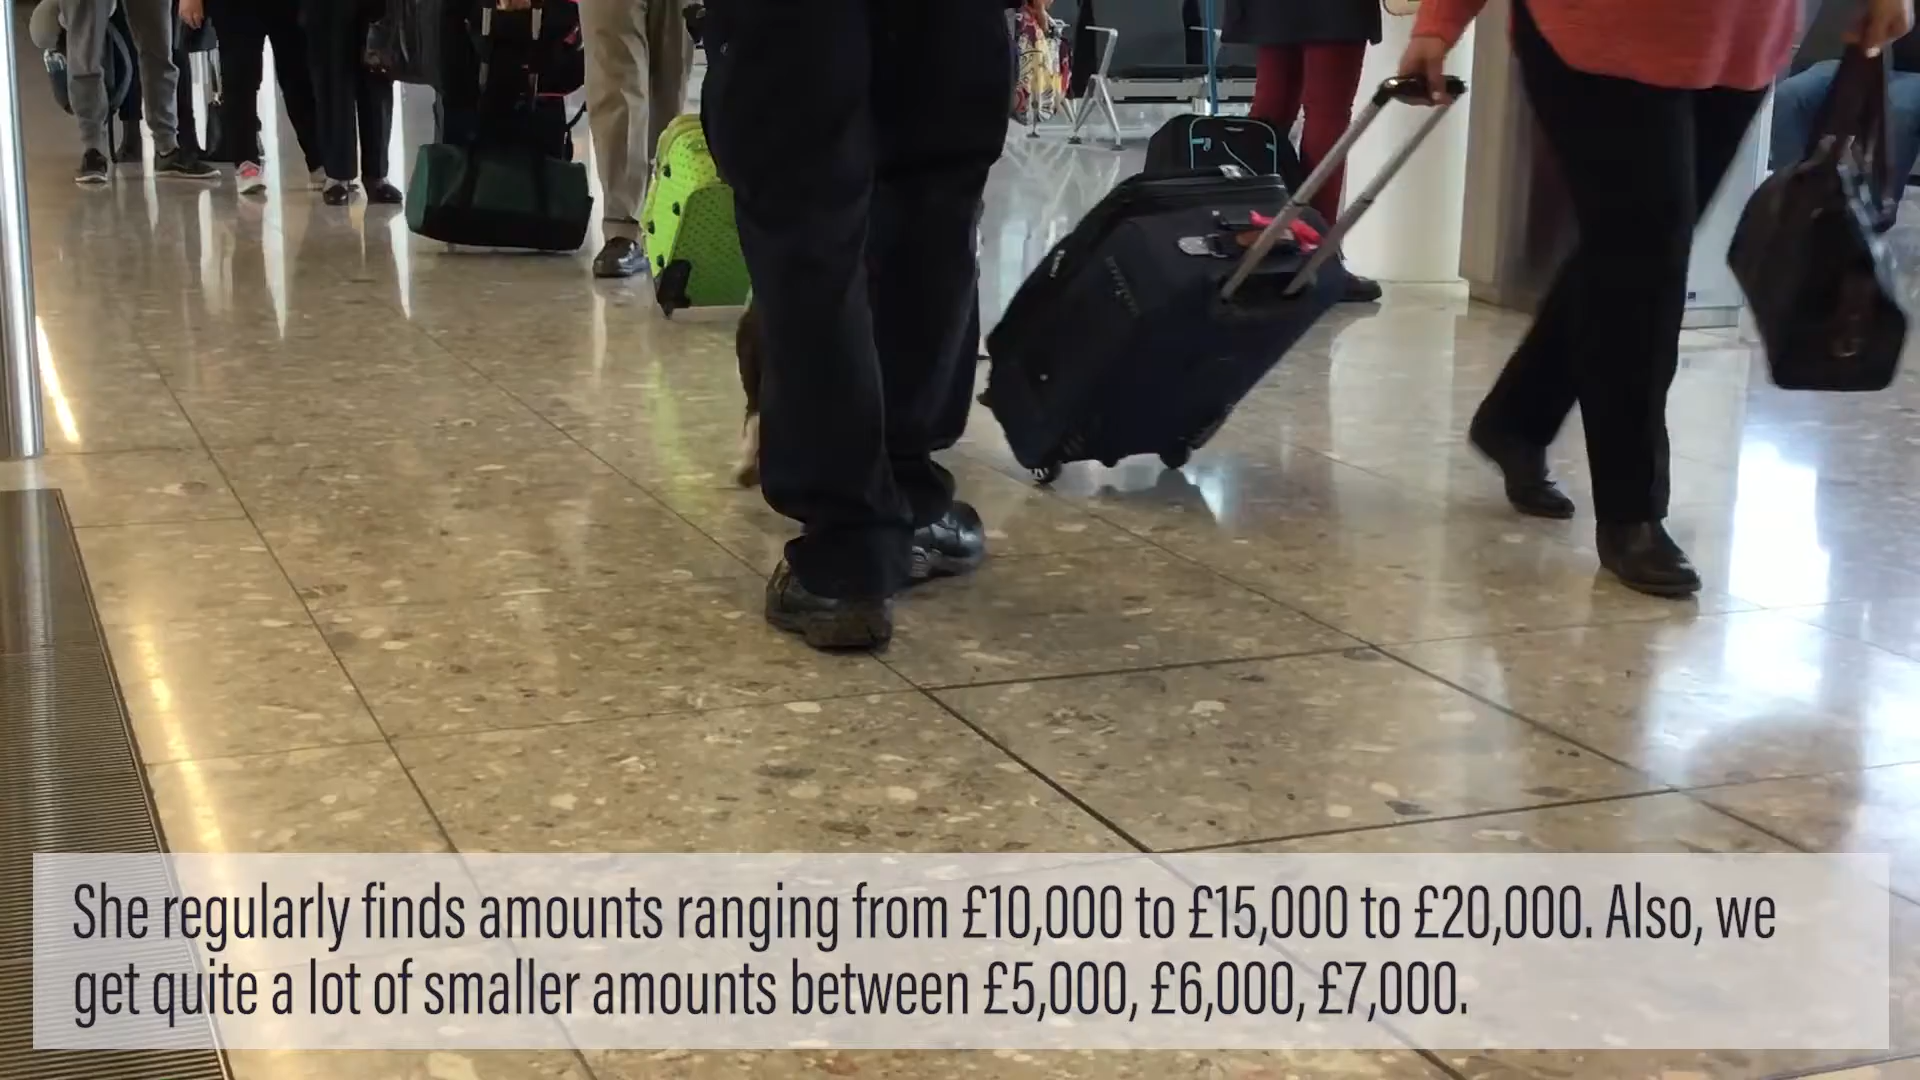 She regularly finds amounts ranging from £10,000 to £15,000 to £20,000. Also, we
get quite a lot of smaller amounts between £5,000, £6,000, £7,000.